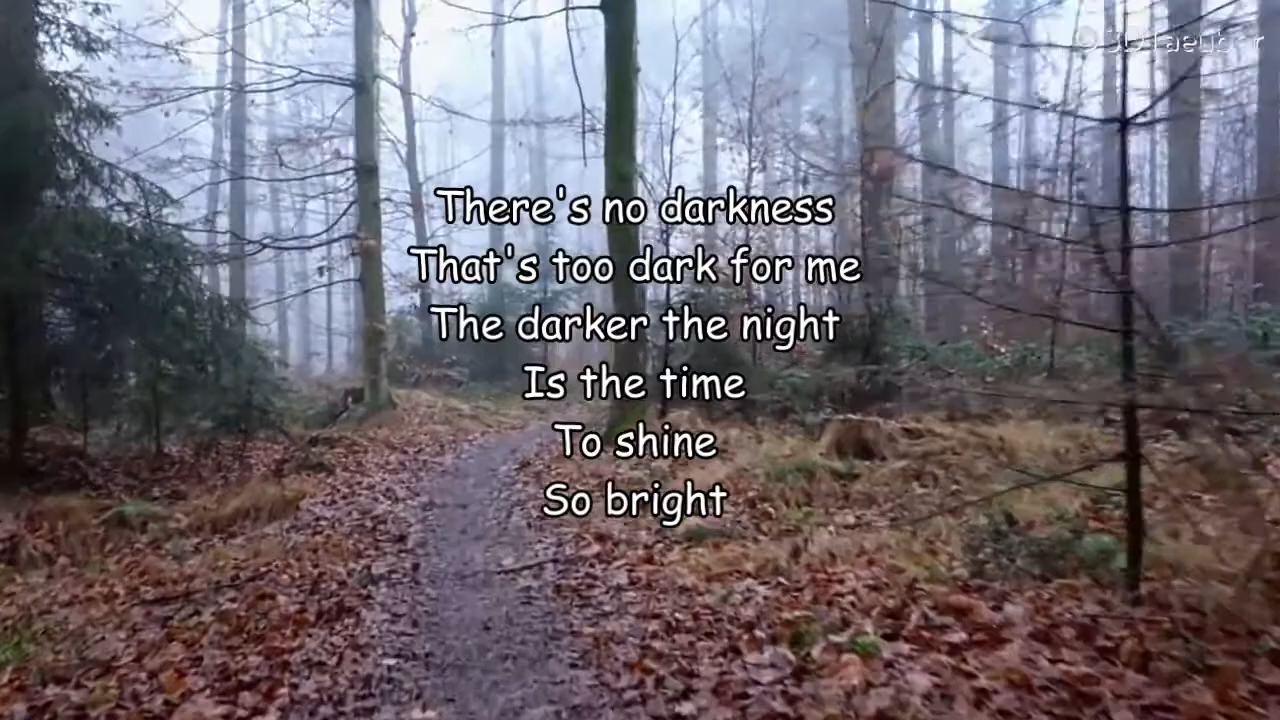 There's no darkness
That's too dark for me
The darker the night
Is the time
To shine
So bright